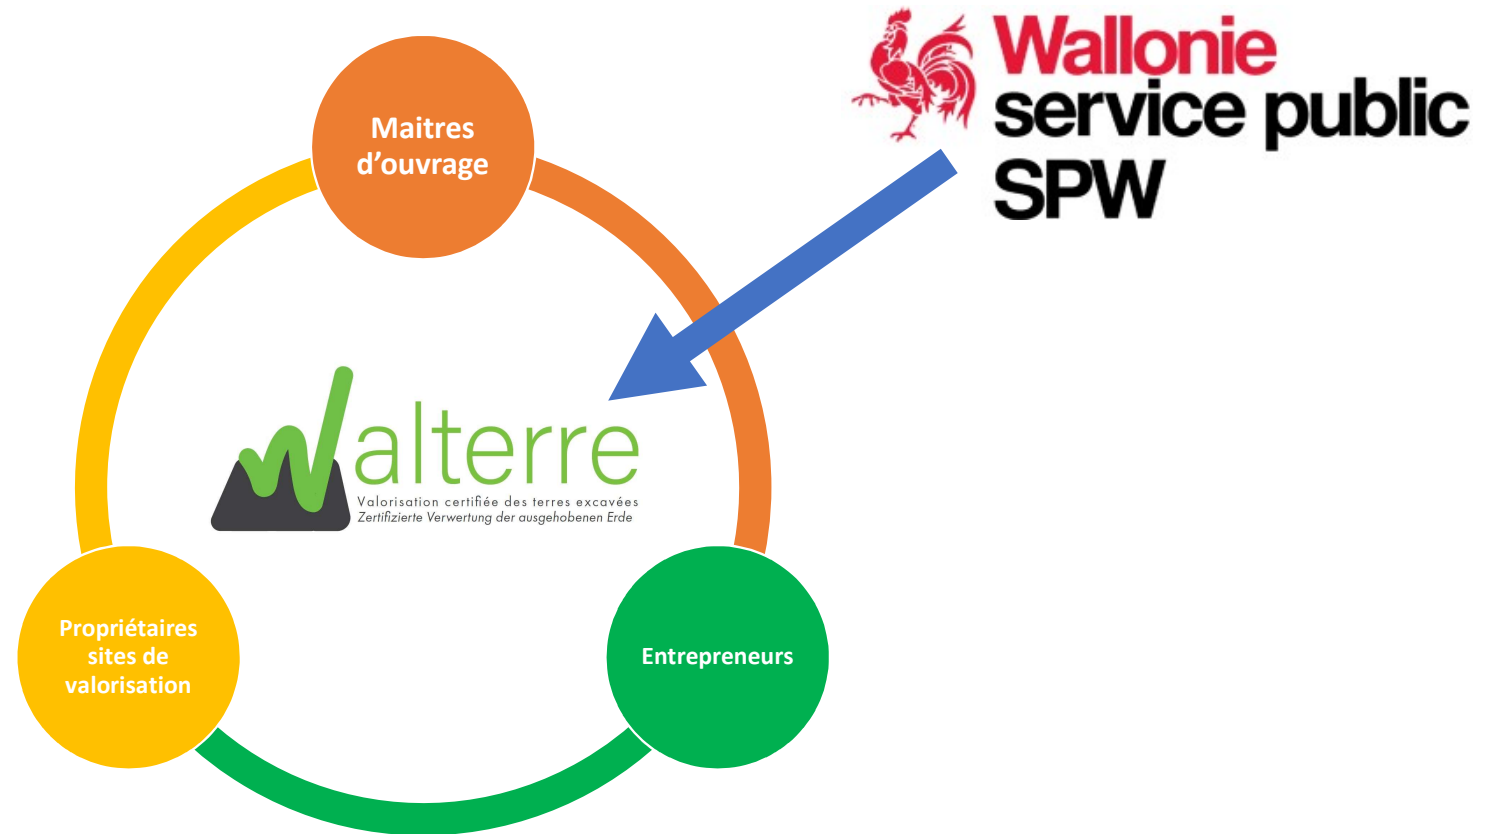 Wallonie
service public
SPW
Maitres
d'ouvrage
Walterre
Valorisation certifiée des terres excavées
Zertifizierte Verwertung der ausgehobenen Erde
Propriétaires
sites de
valorisation
Entrepreneurs